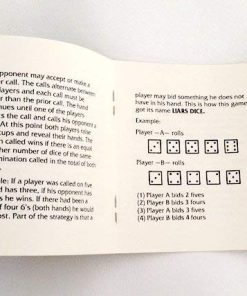 opponent may accept or make a
er call. The calls alternate between
layers and each call must be
than the prior call. The hand
nues until one of the players
s the call and calls his opponent a
At this point both players raise
cups and reveal their hands. The
n called wins if there is an equal
her number of dice of the same
mination called in the total of both
le: If a player was called on five
d has three, if his opponent has
s he wins. If there had been a
f four 6's (both hands) he would
ost. Part of the strategy is that a
player may bid something he does not
have in his hand. This is how this game
got its name LIARS DICE.
Example:
Player —A— rolls
Player —B— rolls
(1) Player A bids 2 fives
(2) Player B bids 3 fours
(3) Player A bids 3 fives
(4) Player B bids 4 fours